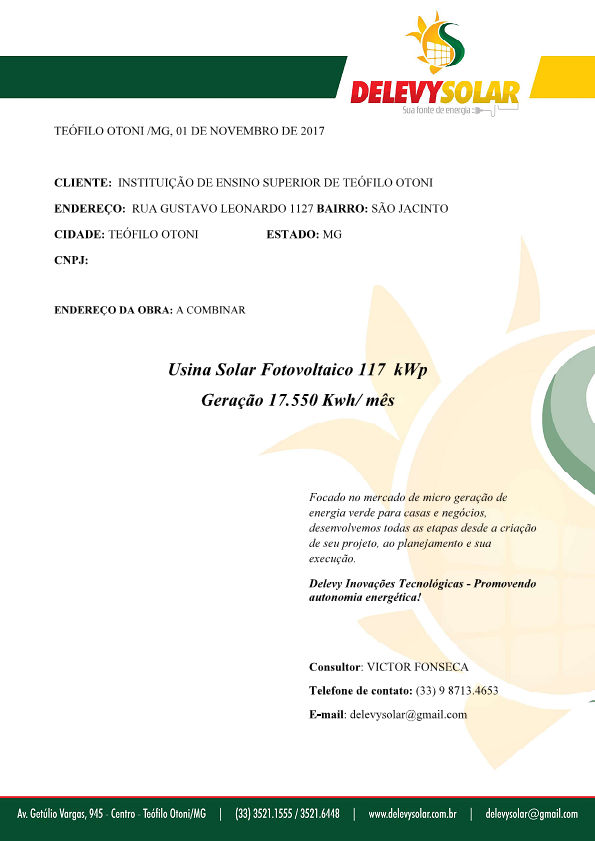 DELEVYSOLAR
Sua fonte de energia
TEÓFILO OTONI /MG, 01 DE NOVEMBRO DE 2017
CLIENTE: INSTITUIÇÃO DE ENSINO SUPERIOR DE TEÓFILO OTONI
ENDEREÇO: RUA GUSTAVO LEONARDO 1127 BAIRRO: SÃO JACINTO
CIDADE: TEÓFILO OTONI ESTADO: MG
CNPJ:
ENDEREÇO DA OBRA: A COMBINAR
Usina Solar Fotovoltaico 117 kWp
Geração 17.550 Kwh/ mês
Focado no mercado de micro geração de
energia verde para casas e negócios,
desenvolvemos todas as etapas desde a criação
de seu projeto, ao planejamento e sua
execução.
Delevy Inovações Tecnológicas - Promovendo
autonomia energética!
Consultor: VICTOR FONSECA
Telefone de contato: (33) 9 8713.4653
E-mail: delevysolar@gmail.com
Av. Getúlio Vargas, 945 - Centro - Teófilo Otoni/MG | (33) 3521.1555 / 3521.6448 | www.delevysolar.com.br | delevysolar@gmail.com